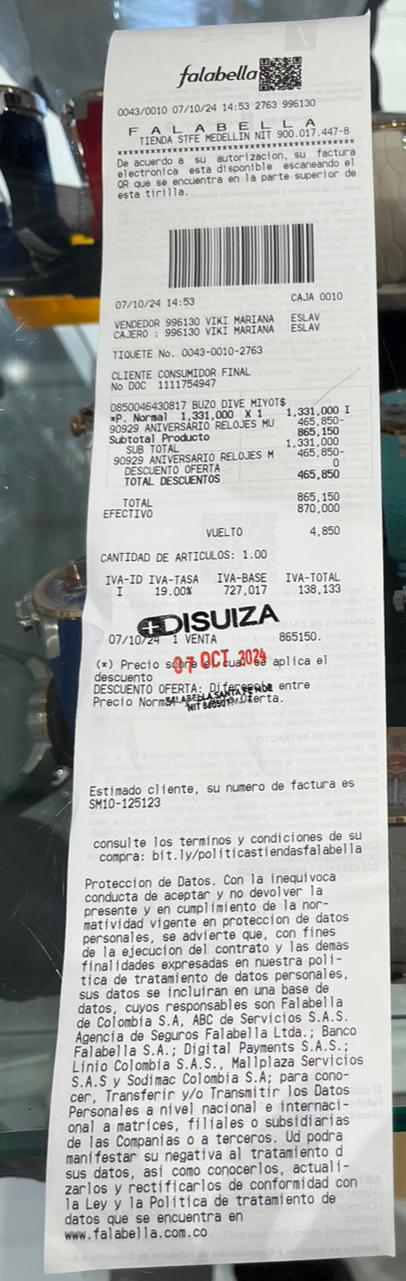 falabella
0043/0010 07/10/24 14:53 2763 996130
F A L A B E L L A
TIENDA STFE MEDELLIN NIT 900.017.447-8
De acuerdo a su autorizacion, su factura
electronica esta disponible escaneando el
QR que se encuentra en la parte superior de
esta tirilla.
07/10/24 14:53 CAJA 0010
VENDEDOR 996130 VIKI MARIANA ESLAV
CAJERO : 996130 VIKI MARIANA ESLAV
TIQUETE No. 0043-0010-2763
CLIENTE CONSUMIDOR FINAL
No DOC 1111754947
0850046430817 BUZO DIVE MIYOT$
*P. Normal 1,331,000 X 1 1,331,000 I
90929 ANIVERSARIO RELOJES MU 465,850-
Subtotal Producto 865,150
SUB TOTAL 1,331,000
90929 ANIVERSARIO RELOJES M 465,850-
DESCUENTO OFERTA 0
TOTAL DESCUENTOS 465,850
TOTAL 865,150
EFECTIVO 870,000
VUELTO 4,850
CANTIDAD DE ARTICULOS: 1.00
IVA-ID IVA-TASA IVA-BASE IVA-TOTAL
I 19.00% 727,017 138,133
DISUIZA
07/10/24 1 VENTA 865150.
07 OCT 2024
(*) Precio sobre el cual se aplica el
descuento
DESCUENTO OFERTA: Diferencia entre
Precio Normal Oferta.
Estimado cliente, su numero de factura es
SM10-125123
consulte los terminos y condiciones de su
compra: bit.ly/politicastiendasfalabella
Proteccion de Datos. Con la inequivoca
conducta de aceptar y no devolver la
presente y en cumplimiento de la nor-
matividad vigente en proteccion de datos
personales, se advierte que, con fines
de la ejecucion del contrato y las demas
finalidades expresadas en nuestra poli-
tica de tratamiento de datos personales,
sus datos se incluiran en una base de
datos, cuyos responsables son Falabella
de Colombia S.A, ABC de Servicios S.A.S.
Agencia de Seguros Falabella Ltda.; Banco
Falabella S.A.; Digital Payments S.A.S.;
Linio Colombia S.A.S., Mallplaza Servicios
S.A.S y Sodimac Colombia S.A; para cono-
cer, Transferir y/o Transmitir los Datos
Personales a nivel nacional o internaci-
onal a matrices, filiales o subsidiarias
de las Companias o a terceros. Ud podra
manifestar su negativa al tratamiento d
sus datos, asi como conocerlos, actuali-
zarlos y rectificarlos de conformidad con
la Ley y la Politica de tratamiento de
datos que se encuentra en
www.falabella.com.co